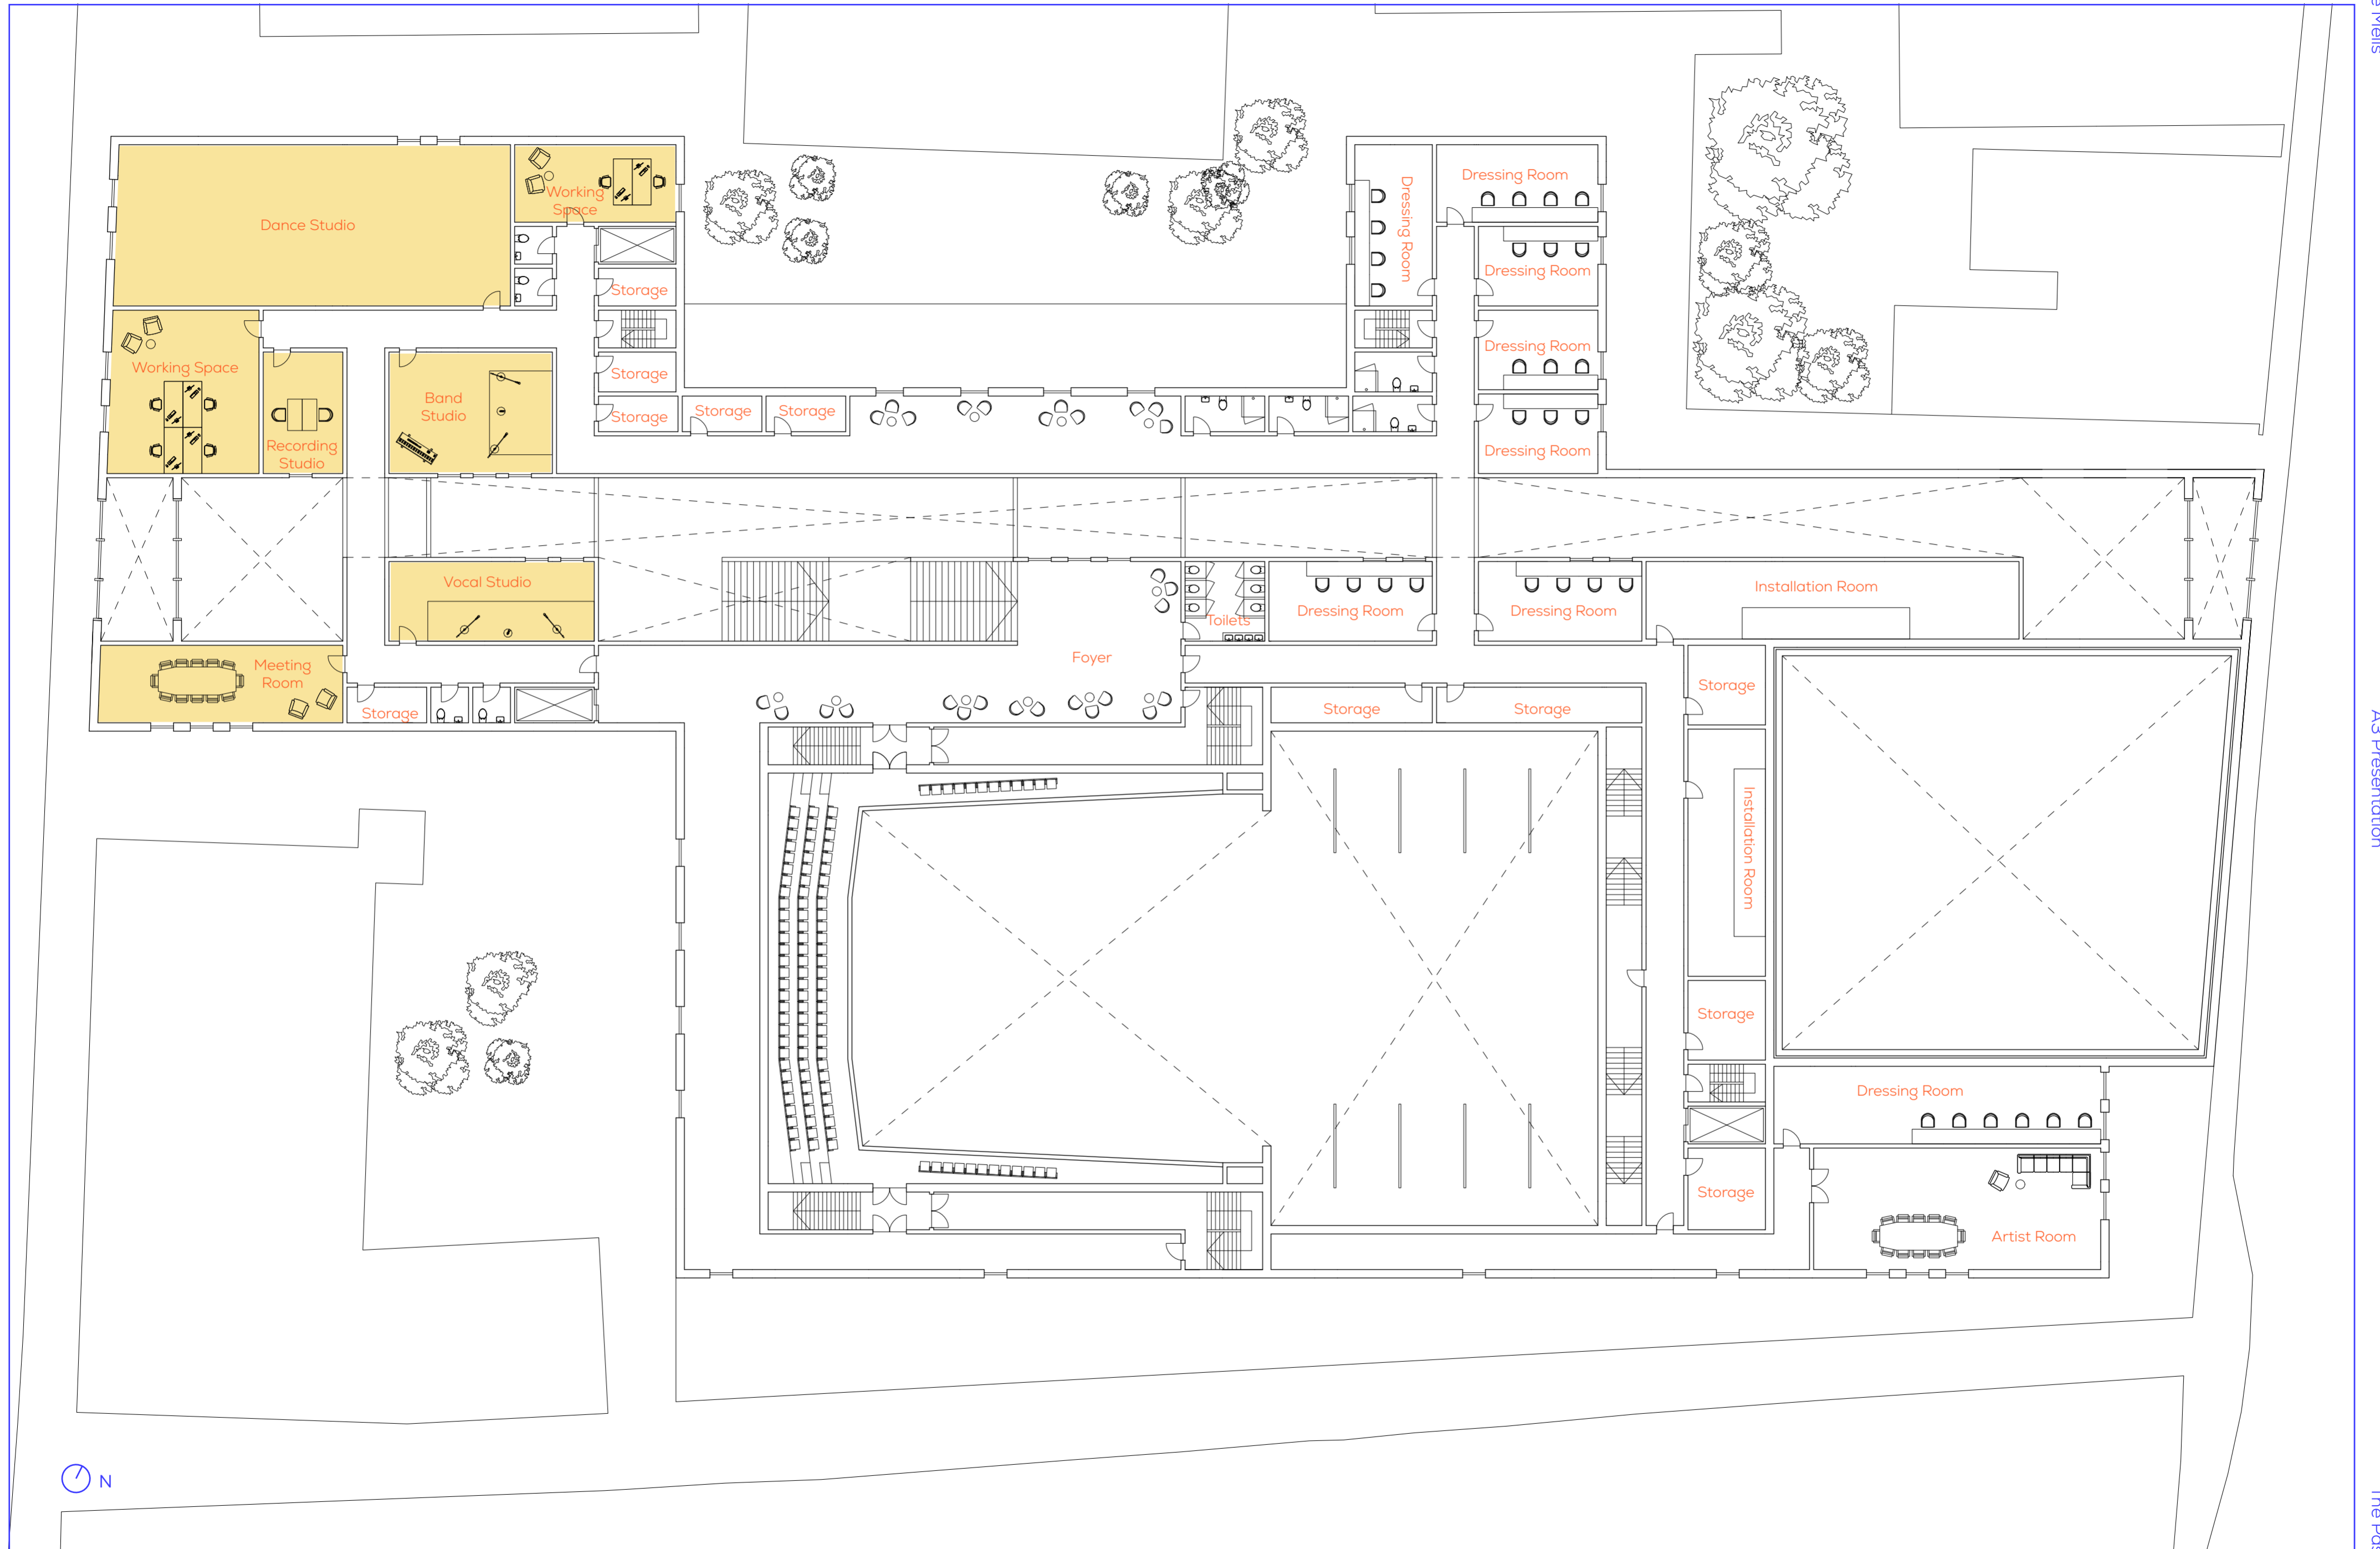 Dance Studio
Working
Space
Dressing Room
Dressing Room
Dressing Room
Dressing Room
Dressing Room
Storage
Storage
Storage
Storage
Storage
Working Space
Recording
Studio
Band
Studio
Vocal Studio
Meeting
Room
Storage
Foyer
Toilets
Dressing Room
Dressing Room
Installation Room
Storage
Storage
Storage
Installation Room
Storage
Storage
Dressing Room
Artist Room
N
A3 Presentation